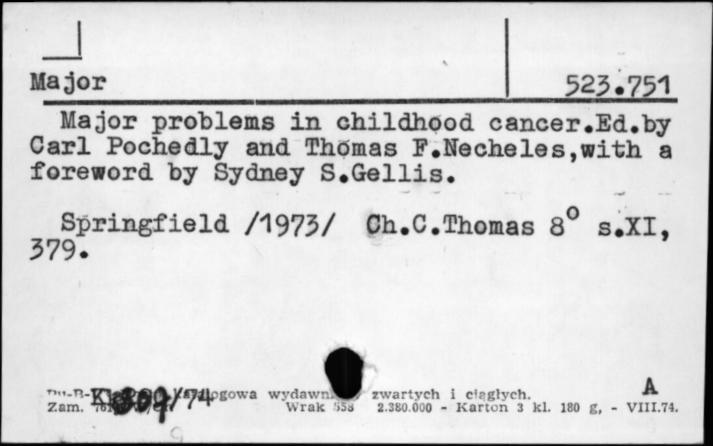 Major 523.751
Major problems in childhood cancer.Ed.by
Carl Pochedly and Thomas F.Necheles,with a
foreword by Sydney S.Gellis.
Springfield /1973/ Ch.C.Thomas 8° s.XI,
379.
zwartych i ciągłych. A
Zam. Wrak 558 2.380.000 - Karton 3 kl. 180 g, - VIII.74.